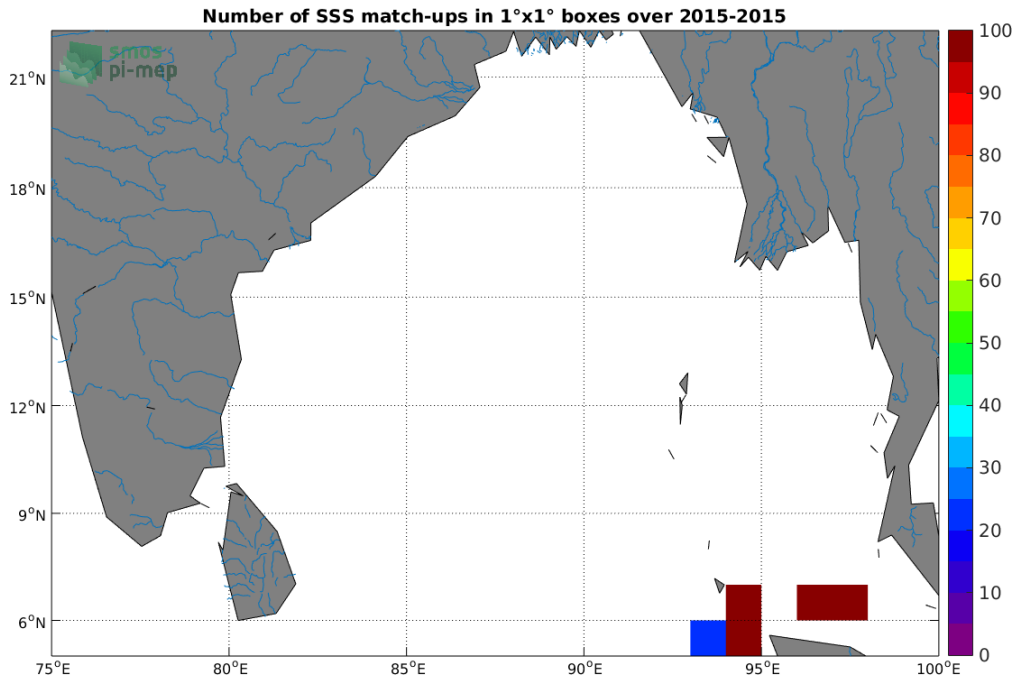 Number of SSS match-ups in 1°x1° boxes over 2015-2015
smos
pi-mep
21°N
18°N
15°N
12°N
9°N
6°N
75°E
80°E
85°E
90°E
95°E
100°E
100
90
80
70
60
50
40
30
20
10
0